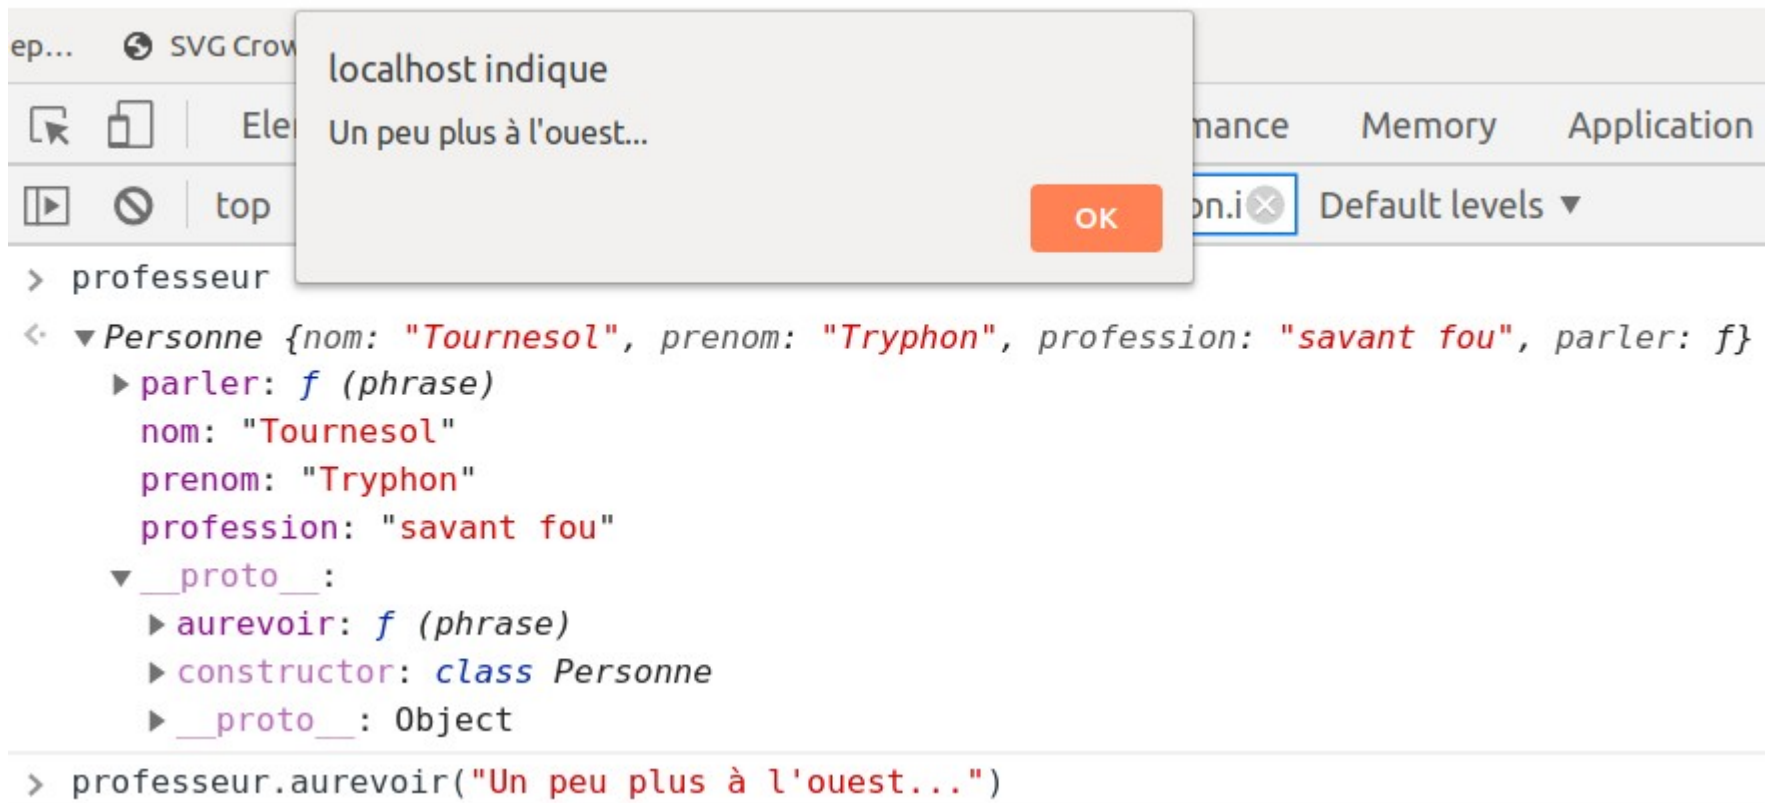 ep... SVG Crow
localhost indique
Un peu plus à l'ouest...
OK
Ele mance Memory Application
top on.i Default levels ▼
> professeur
<· ▼Personne {nom: "Tournesol", prenom: "Tryphon", profession: "savant fou", parler: ƒ}
▶parler: ƒ (phrase)
nom: "Tournesol"
prenom: "Tryphon"
profession: "savant fou"
▼__proto__:
▶aurevoir: ƒ (phrase)
▶constructor: class Personne
▶__proto__: Object
> professeur.aurevoir("Un peu plus à l'ouest...")